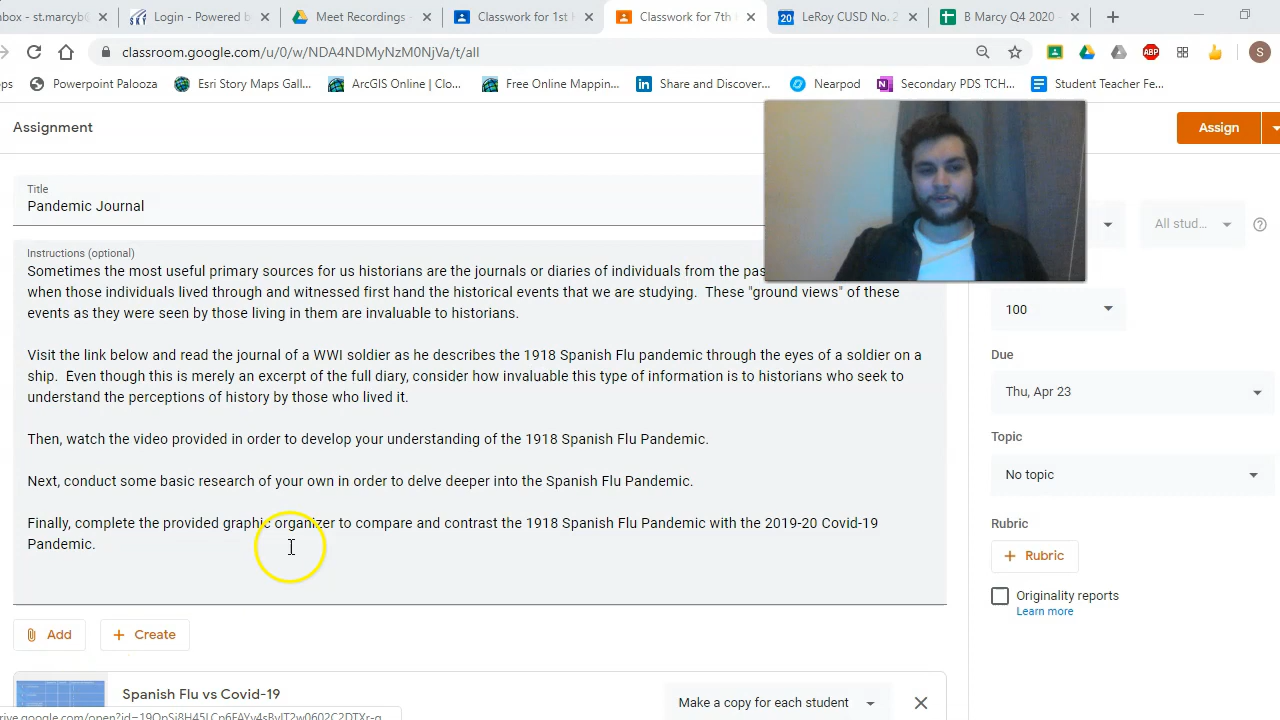 nbox - st.marcyb6
Login - Powered b
Meet Recordings -
Classwork for 1st
Classwork for 7th
LeRoy CUSD No. 2
B Marcy Q4 2020 -
classroom.google.com/u/0/w/NDA4NDMyNzM0NjVa/t/all
ABP
S
ps
Powerpoint Palooza
Esri Story Maps Gall...
ArcGIS Online | Clo...
Free Online Mappin...
Share and Discover...
Nearpod
Secondary PDS TCH...
Student Teacher Fe...
Assignment
Assign
Title
Pandemic Journal
All stud...
Instructions (optional)
Sometimes the most useful primary sources for us historians are the journals or diaries of individuals from the pas
when those individuals lived through and witnessed first hand the historical events that we are studying. These "ground views" of these
events as they were seen by those living in them are invaluable to historians.
100
Due
Visit the link below and read the journal of a WWI soldier as he describes the 1918 Spanish Flu pandemic through the eyes of a soldier on a
ship. Even though this is merely an excerpt of the full diary, consider how invaluable this type of information is to historians who seek to
understand the perceptions of history by those who lived it.
Thu, Apr 23
Then, watch the video provided in order to develop your understanding of the 1918 Spanish Flu Pandemic.
Topic
No topic
Next, conduct some basic research of your own in order to delve deeper into the Spanish Flu Pandemic.
Finally, complete the provided graphic organizer to compare and contrast the 1918 Spanish Flu Pandemic with the 2019-20 Covid-19
Pandemic.
Rubric
+ Rubric
Originality reports
Learn more
Add
+ Create
Spanish Flu vs Covid-19
Make a copy for each student